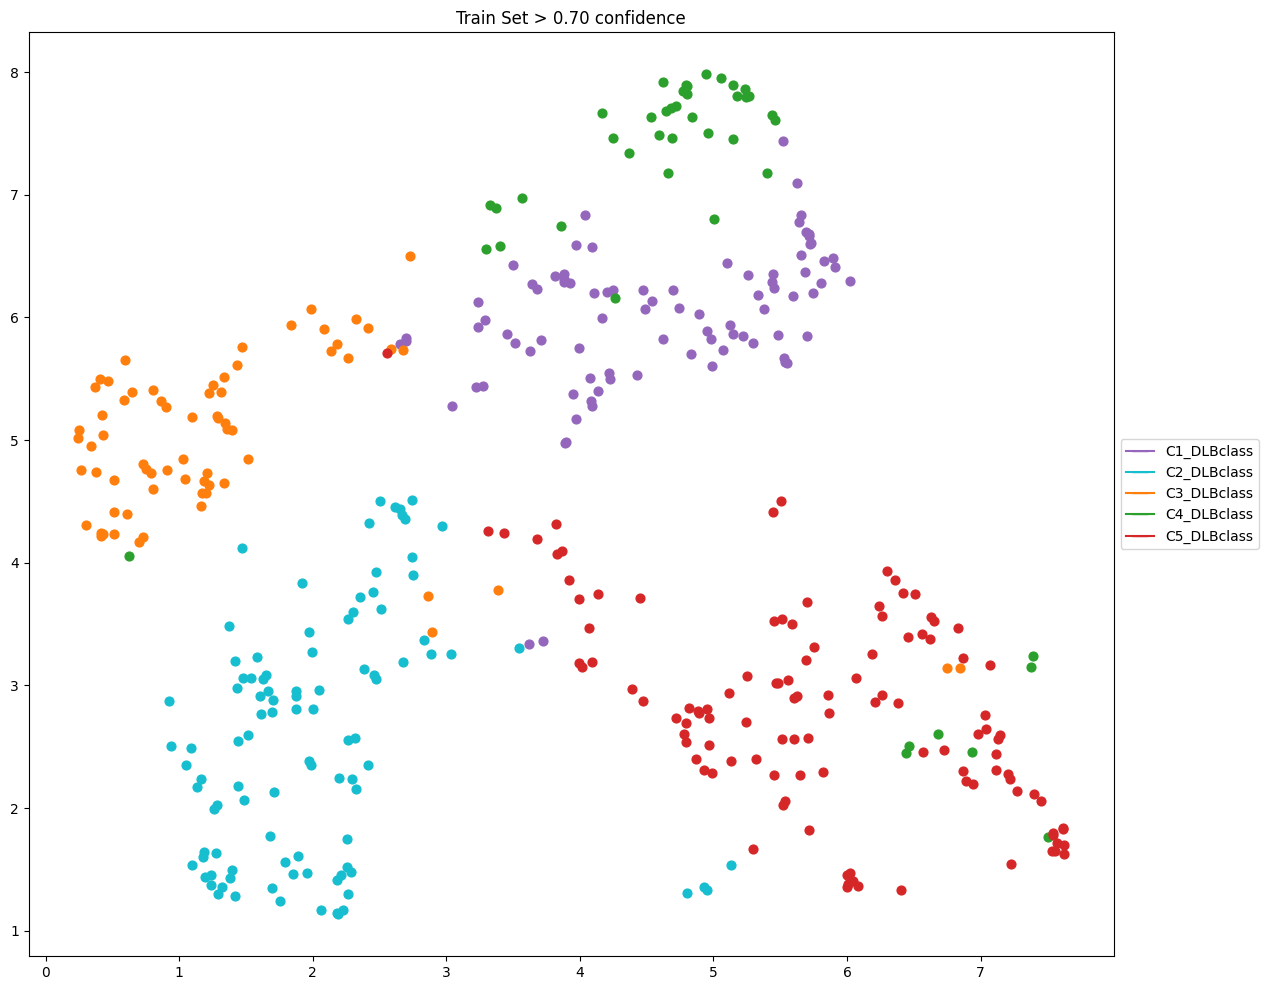 Train Set > 0.70 confidence
8
7
6
5
4
3
2
1
0 1 2 3 4 5 6 7
C1_DLBclass
C2_DLBclass
C3_DLBclass
C4_DLBclass
C5_DLBclass